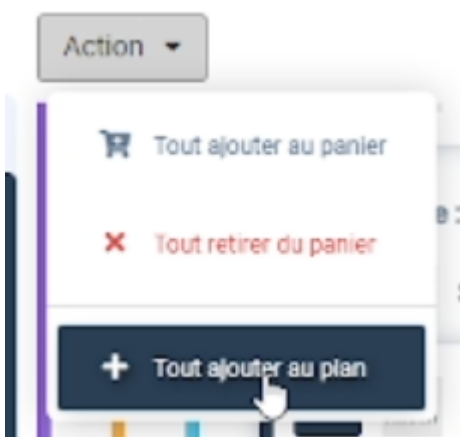 Action
Tout ajouter au panier
Tout retirer du panier
Tout ajouter au plan